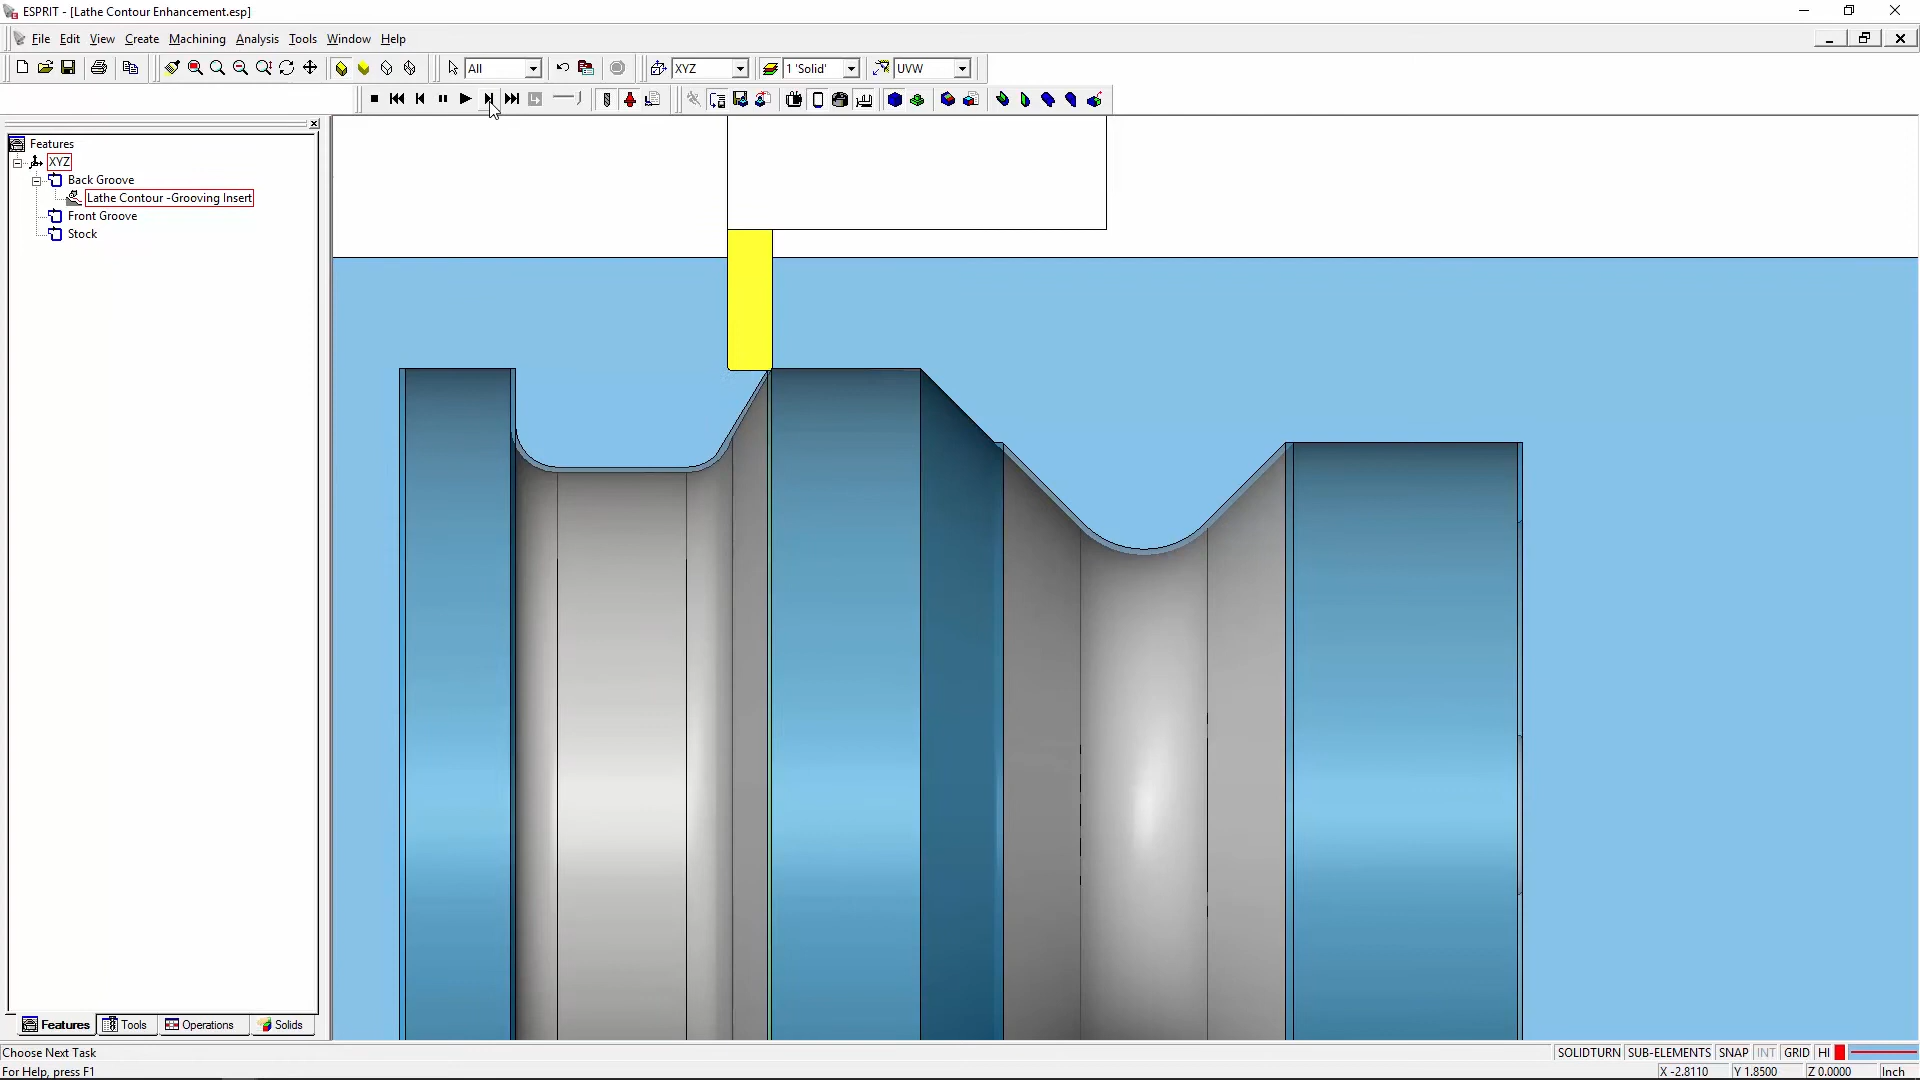 ESPRIT - [Lathe Contour Enhancement.esp]
File Edit View Create Machining Analysis Tools Window Help
All XYZ 1 'Solid' UVW
Features
XYZ
Back Groove
Lathe Contour -Grooving Insert
Front Groove
Stock
Features Tools Operations Solids
Choose Next Task SOLIDTURN SUB-ELEMENTS SNAP INT GRID HI
For Help, press F1 X -2.8110 Y 1.8500 Z 0.0000 Inch